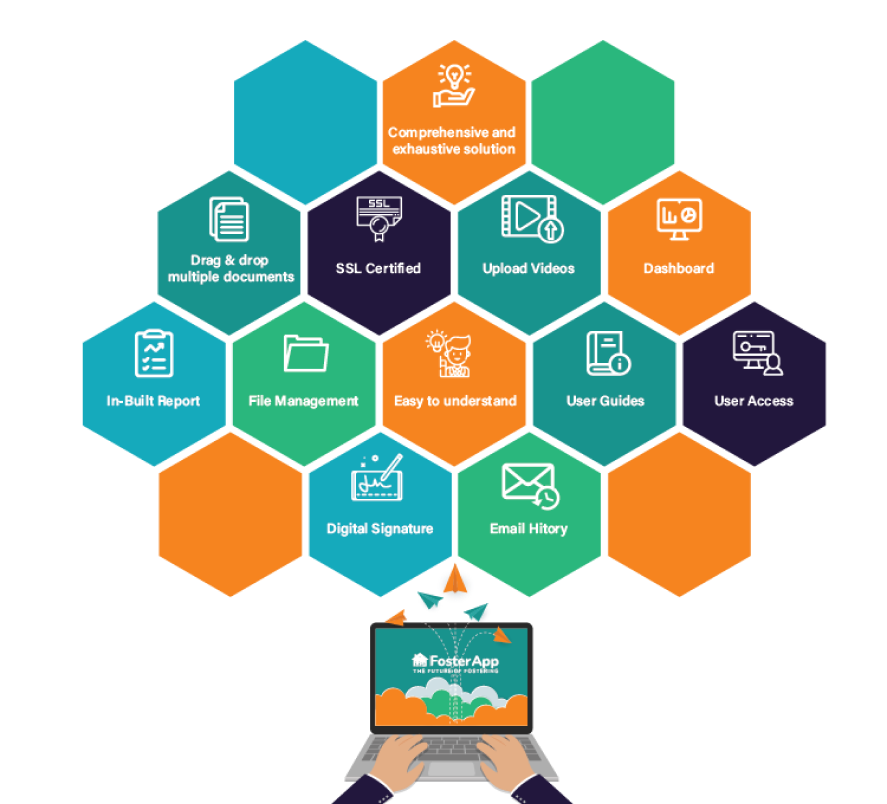 Comprehensive and
exhaustive solution
SSL
Drag & drop
multiple documents
SSL Certified
Upload Videos
Dashboard
In-Built Report
File Management
Easy to understand
User Guides
User Access
Digital Signature
Email Hitory
FosterApp
THE FUTURE OF FOSTERING